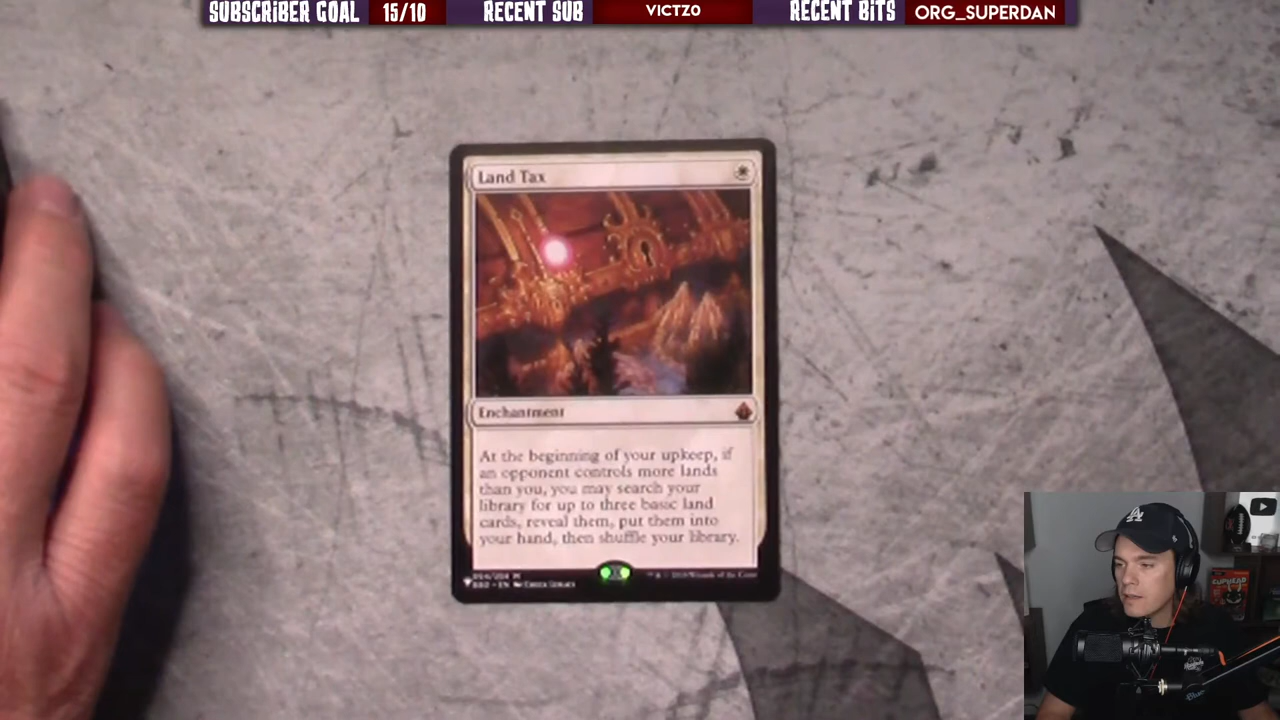 SUBSCRIBER GOAL 15/10 RECENT SUB VICTZ0 RECENT BITS ORG_SUPERDAN
Land Tax
Enchantment
At the beginning of your upkeep, if
an opponent controls more lands
than you, you may search your
library for up to three basic land
cards, reveal them, put them into
your hand, then shuffle your library.
A
CUPHEAD